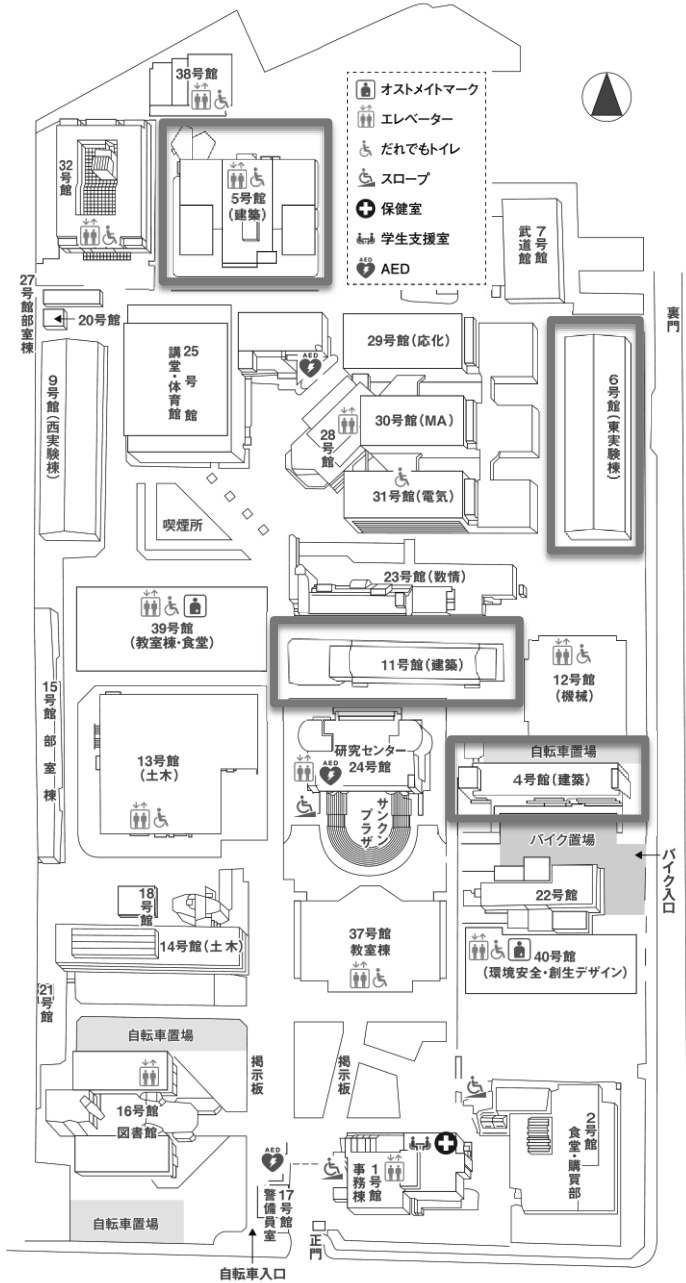 38号館
オストメイトマーク
エレベーター
だれでもトイレ
スロープ
保健室
学生支援室
AED
AED
32号館
5号館
(建築)
7号館
武道館
裏門
27号館部室棟
20号館
9号館(西実験棟)
25号館
講堂・体育館
AED
29号館(応化)
30号館(MA)
28号館
31号館(電気)
6号館(東実験棟)
喫煙所
23号館(数情)
39号館
(教室棟・食堂)
11号館(建築)
12号館
(機械)
15号館部室棟
13号館
(土木)
研究センター
24号館
AED
サンクン
プラザ
自転車置場
4号館(建築)
バイク置場
バイク入口
22号館
18号館
14号館(土木)
37号館
教室棟
40号館
(環境安全・創生デザイン)
21号館
自転車置場
掲示板
掲示板
16号館
図書館
2号館
食堂・購買部
1号館
事務棟
AED
17号館
警備員室
正門
自転車置場
自転車入口